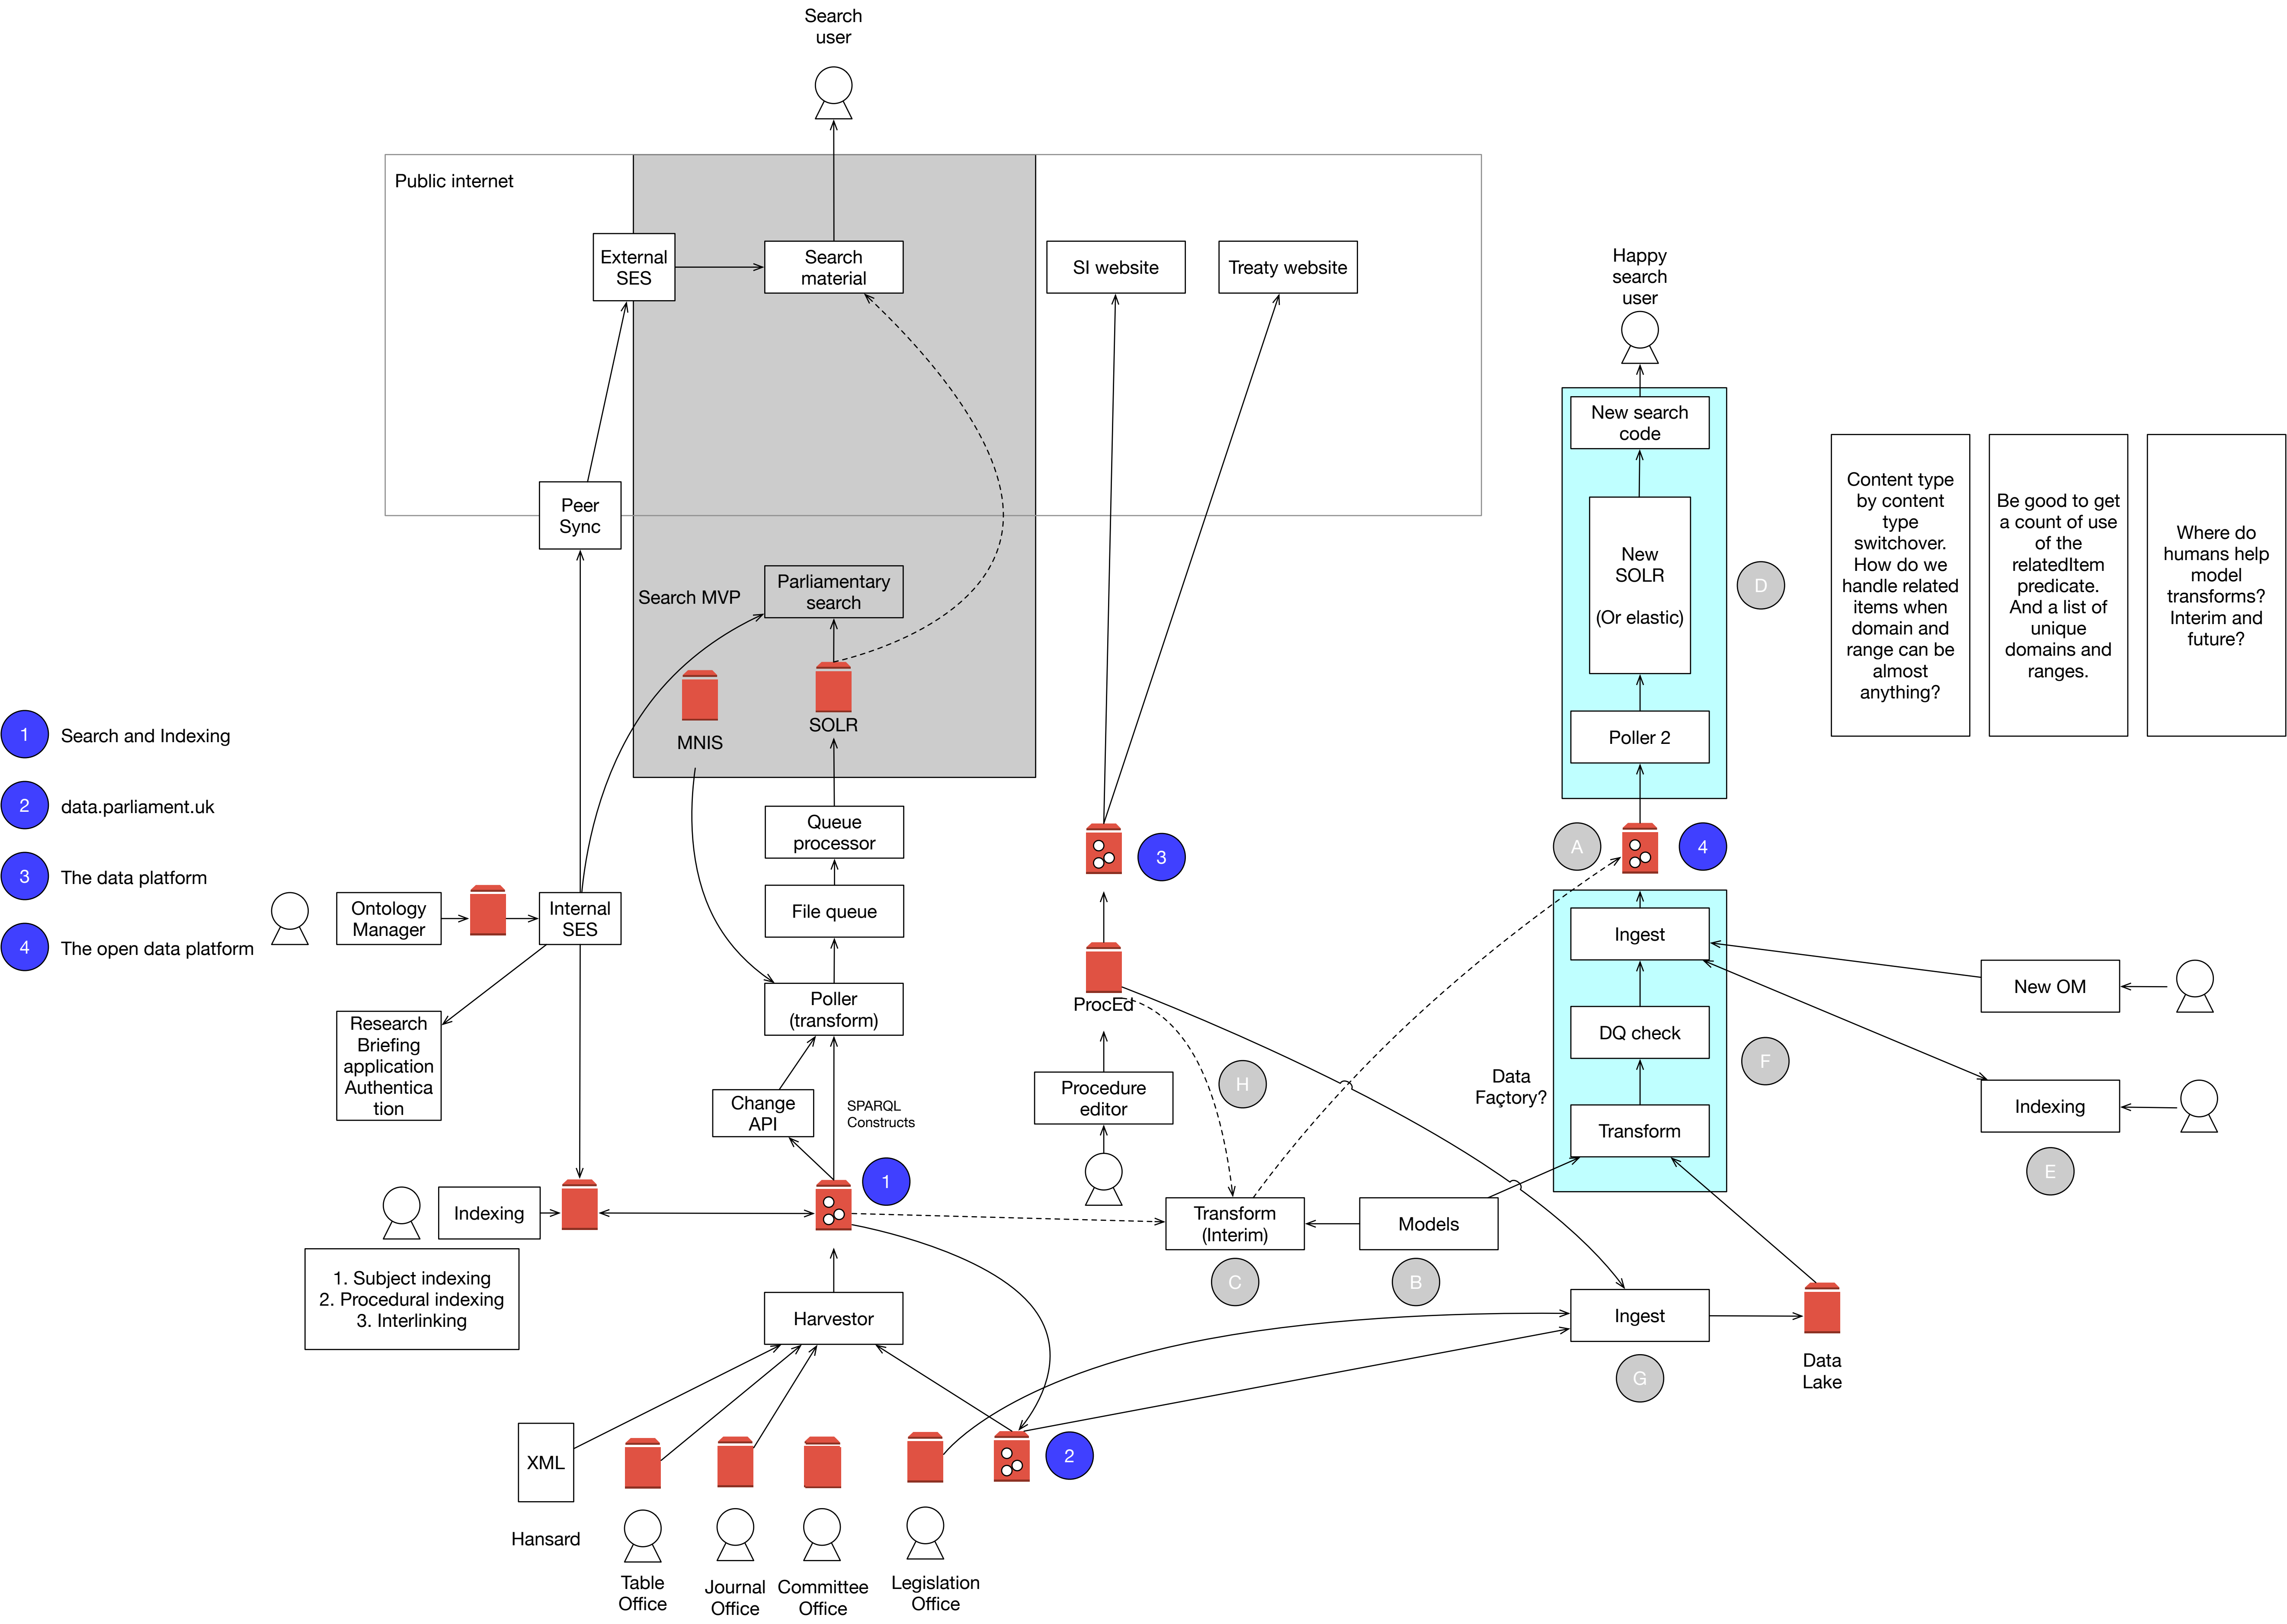 Search
user
Public internet
External
SES
Search
material
SI website
Treaty website
Happy
search
user
New search
code
Peer
Sync
New
SOLR
(Or elastic)
D
Content type
by content
type
switchover.
How do we
handle related
items when
domain and
range can be
almost
anything?
Be good to get
a count of use
of the
relatedItem
predicate.
And a list of
unique
domains and
ranges.
Where do
humans help
model
transforms?
Interim and
future?
Search MVP
Parliamentary
search
MNIS
SOLR
Poller 2
1
Search and Indexing
2
data.parliament.uk
3
The data platform
4
The open data platform
Queue
processor
3
A
4
Ontology
Manager
Internal
SES
File queue
Ingest
Poller
(transform)
ProcEd
New OM
Research
Briefing
application
Authentica
tion
DQ check
F
H
Data
Façtory?
Change
API
SPARQL
Constructs
Procedure
editor
Indexing
Transform
E
1
Indexing
Transform
(Interim)
Models
C
B
1. Subject indexing
2. Procedural indexing
3. Interlinking
Harvestor
Ingest
G
Data
Lake
XML
2
Hansard
Table
Office
Journal
Office
Committee
Office
Legislation
Office